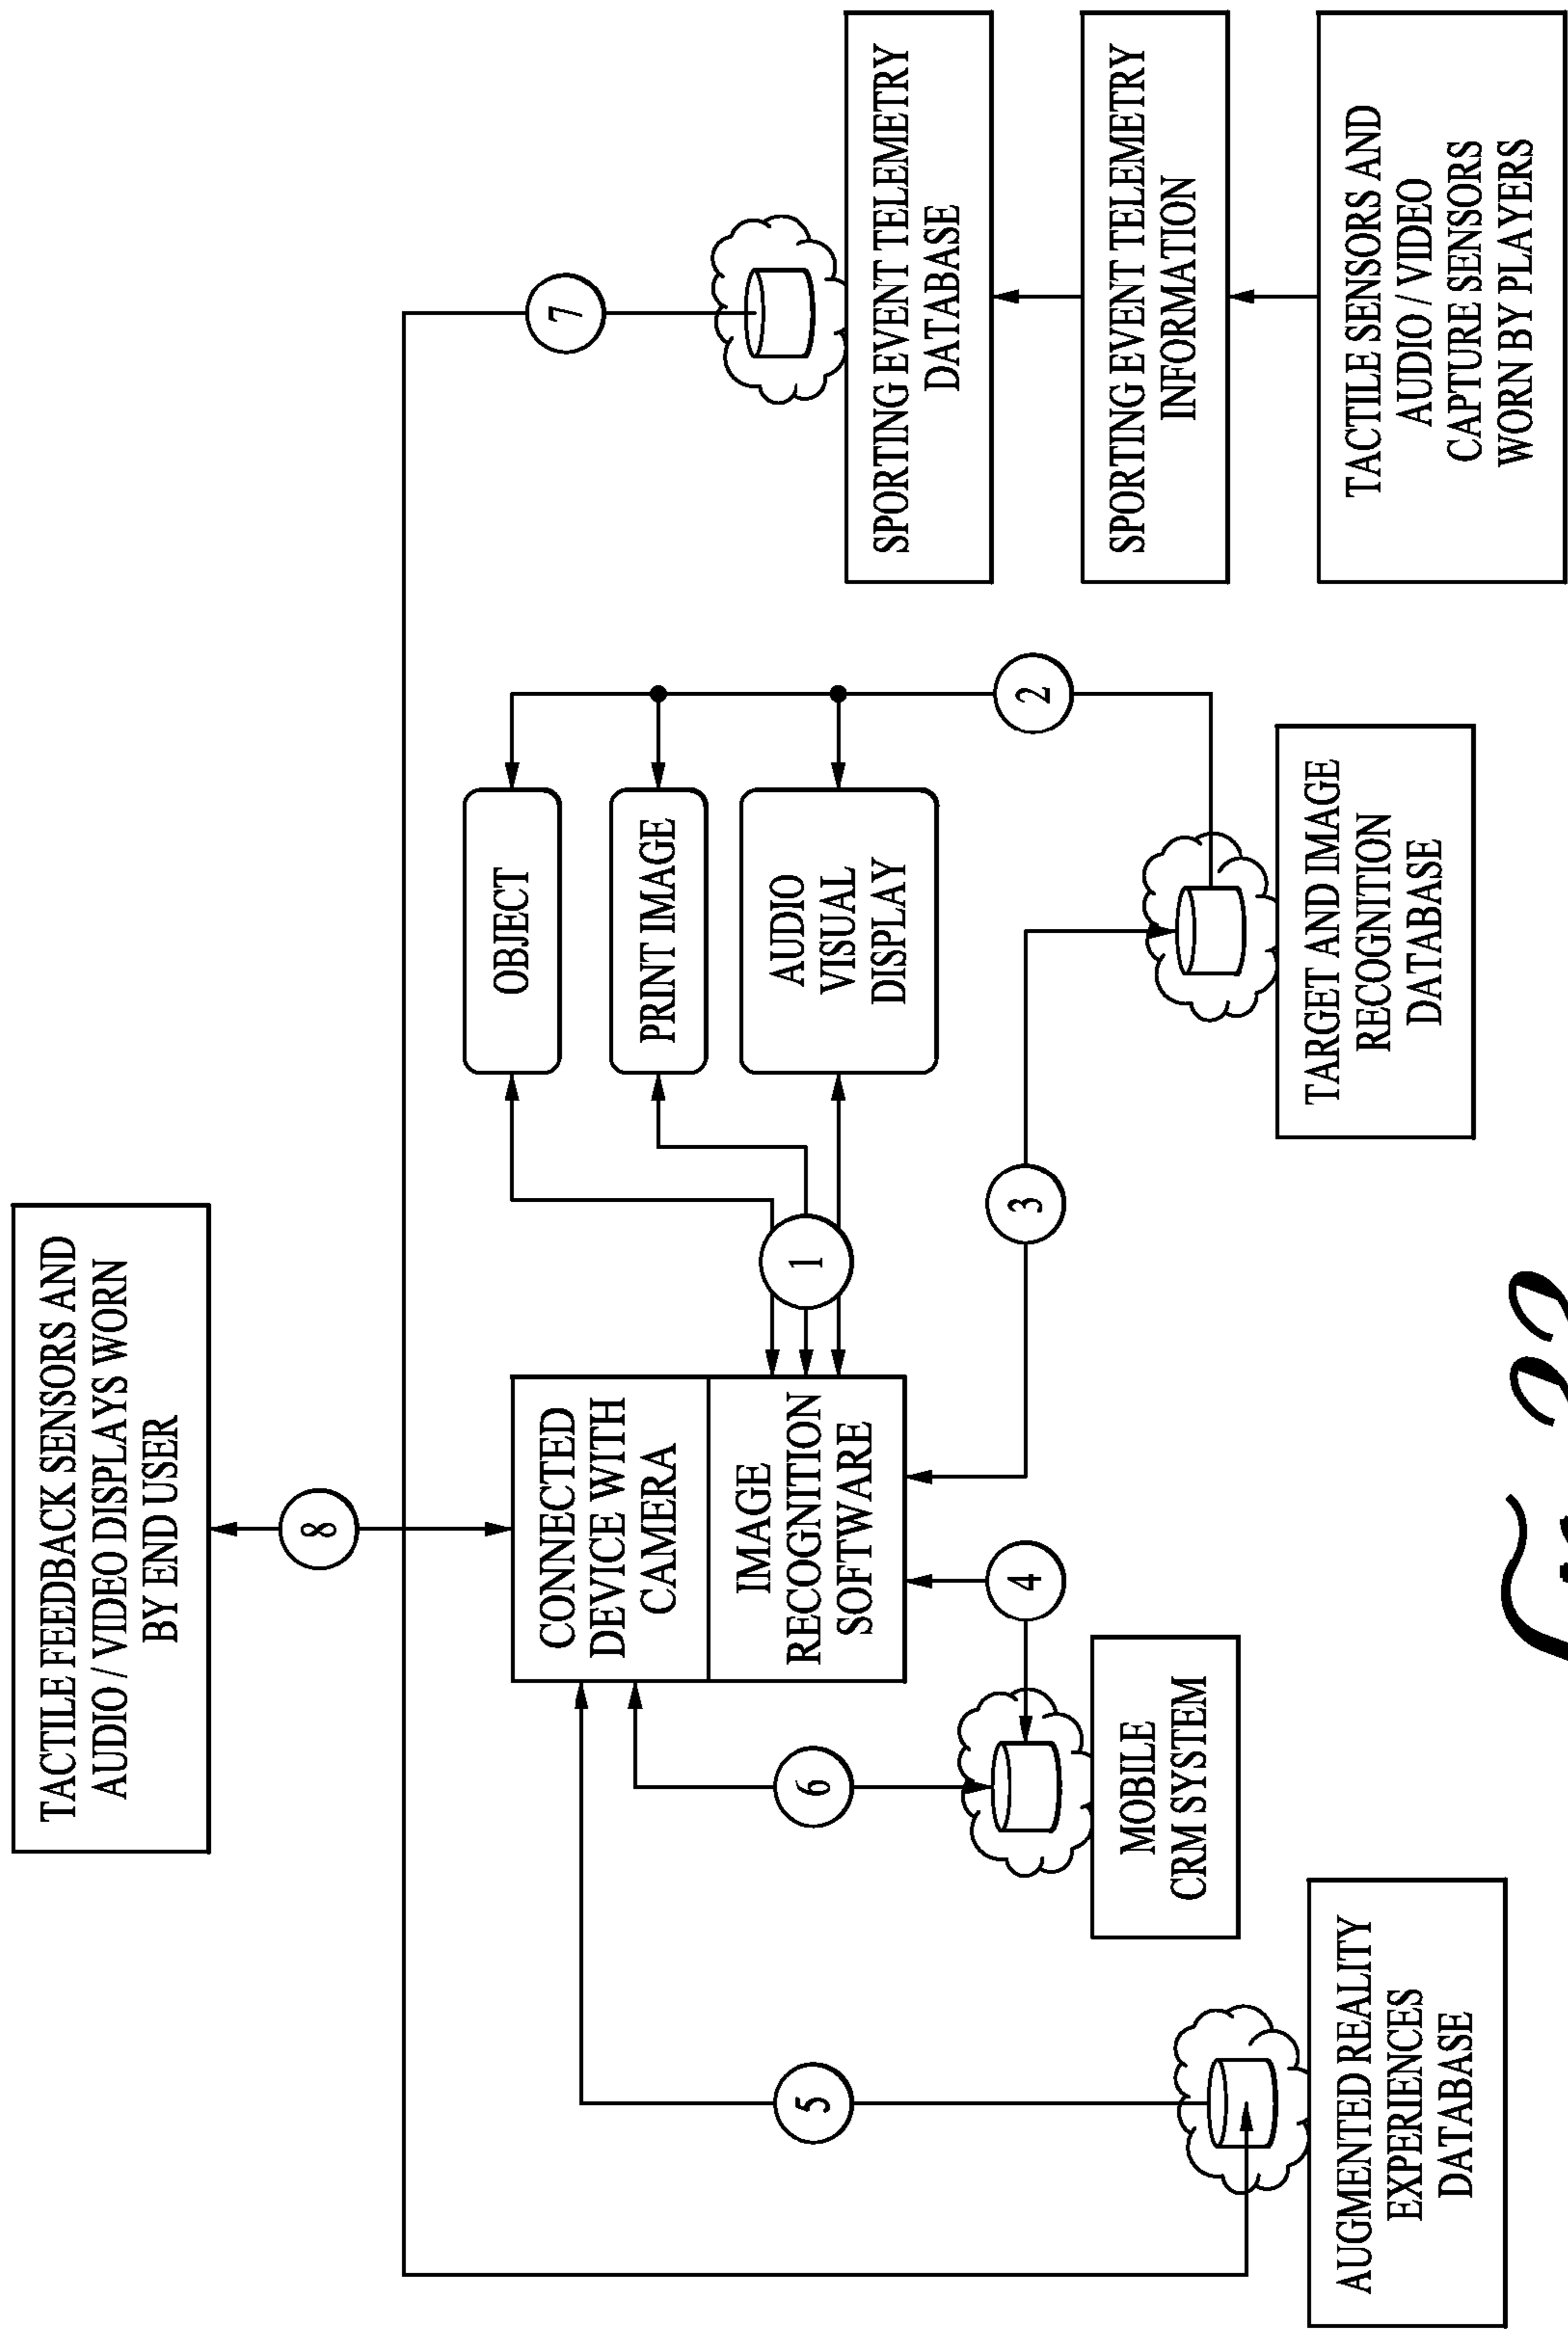 TACTILE FEEDBACK SENSORS AND
AUDIO / VIDEO DISPLAYS WORN
BY END USER
8
7
CONNECTED
DEVICE WITH
CAMERA
IMAGE
RECOGNITION
SOFTWARE
OBJECT
PRINT IMAGE
AUDIO
VISUAL
DISPLAY
5
6
1
4
3
2
SPORTING EVENT TELEMETRY
DATABASE
SPORTING EVENT TELEMETRY
INFORMATION
TACTILE SENSORS AND
AUDIO / VIDEO
CAPTURE SENSORS
WORN BY PLAYERS
MOBILE
CRM SYSTEM
TARGET AND IMAGE
RECOGNITION
DATABASE
AUGMENTED REALITY
EXPERIENCES
DATABASE